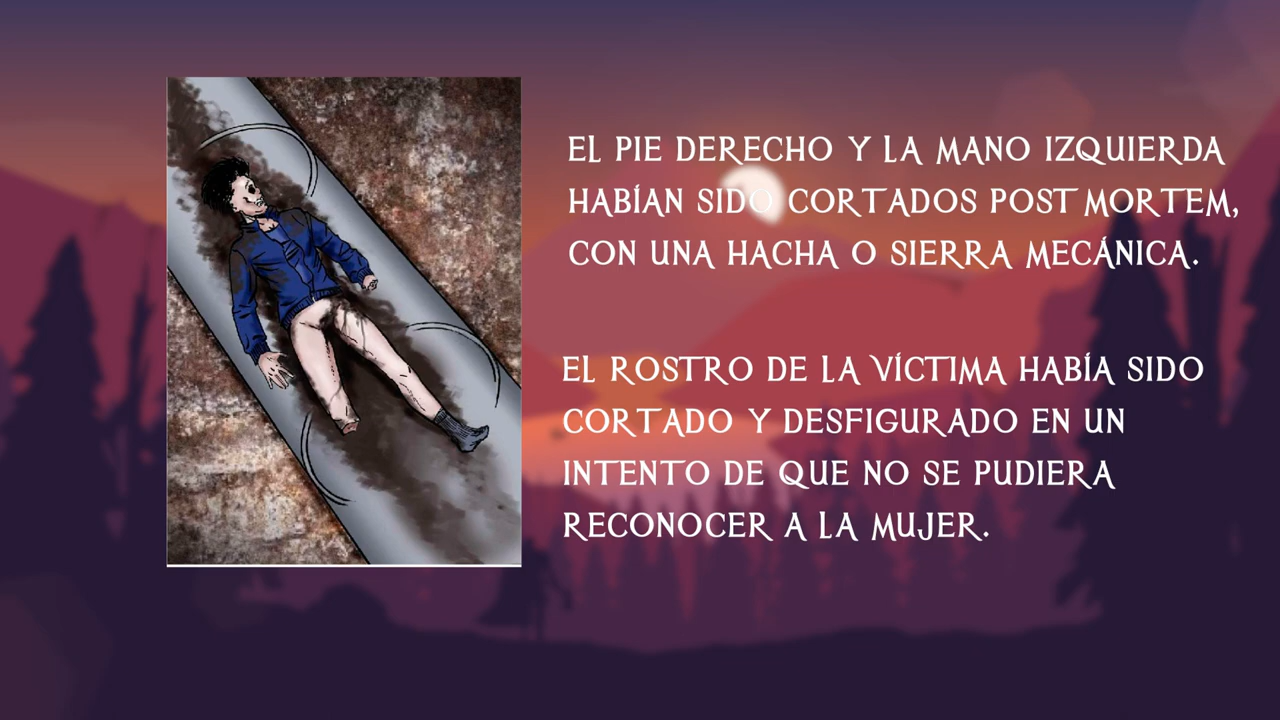 EL PIE DERECHO Y LA MANO IZQUIERDA
HABÍAN SIDO CORTADOS POST MORTEM,
CON UNA HACHA O SIERRA MECÁNICA.
EL ROSTRO DE LA VÍCTIMA HABÍA SIDO
CORTADO Y DESFIGURADO EN UN
INTENTO DE QUE NO SE PUDIERA
RECONOCER A LA MUJER.